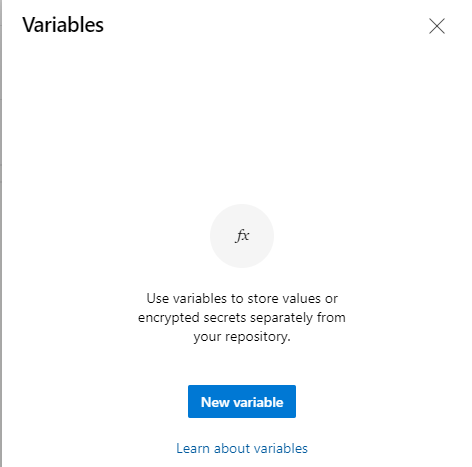 Variables
fx
Use variables to store values or
encrypted secrets separately from
your repository.
New variable
Learn about variables